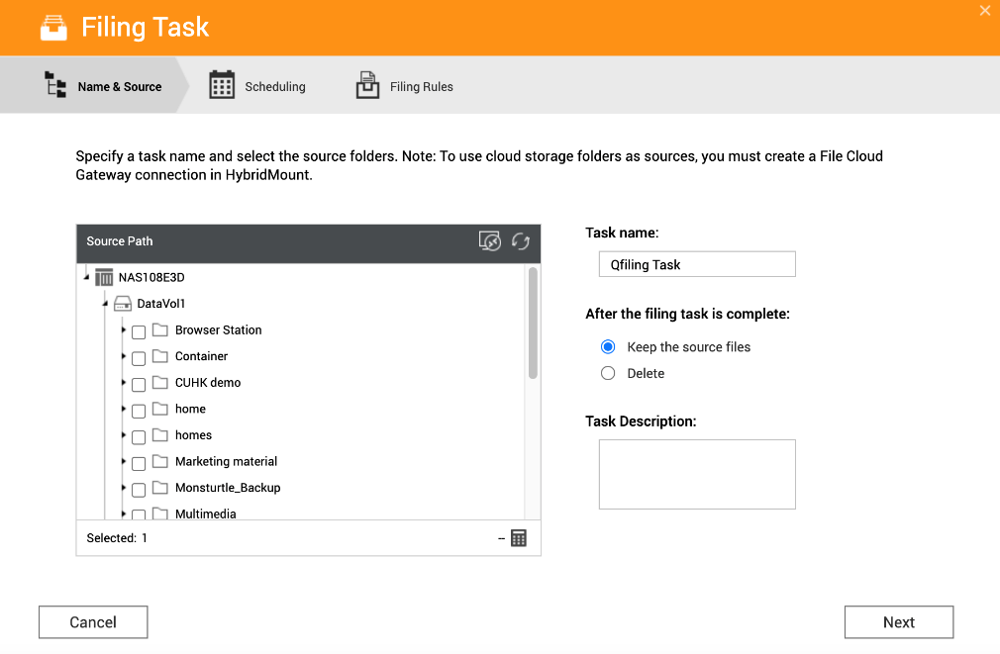 Filing Task
Name & Source
Scheduling
Filing Rules
Specify a task name and select the source folders. Note: To use cloud storage folders as sources, you must create a File Cloud
Gateway connection in HybridMount.
Source Path
NAS108E3D
DataVol1
Browser Station
Container
CUHK demo
home
homes
Marketing material
Monsturtle_Backup
Multimedia
Selected: 1
--
Task name:
Qfiling Task
After the filing task is complete:
Keep the source files
Delete
Task Description:
Cancel
Next